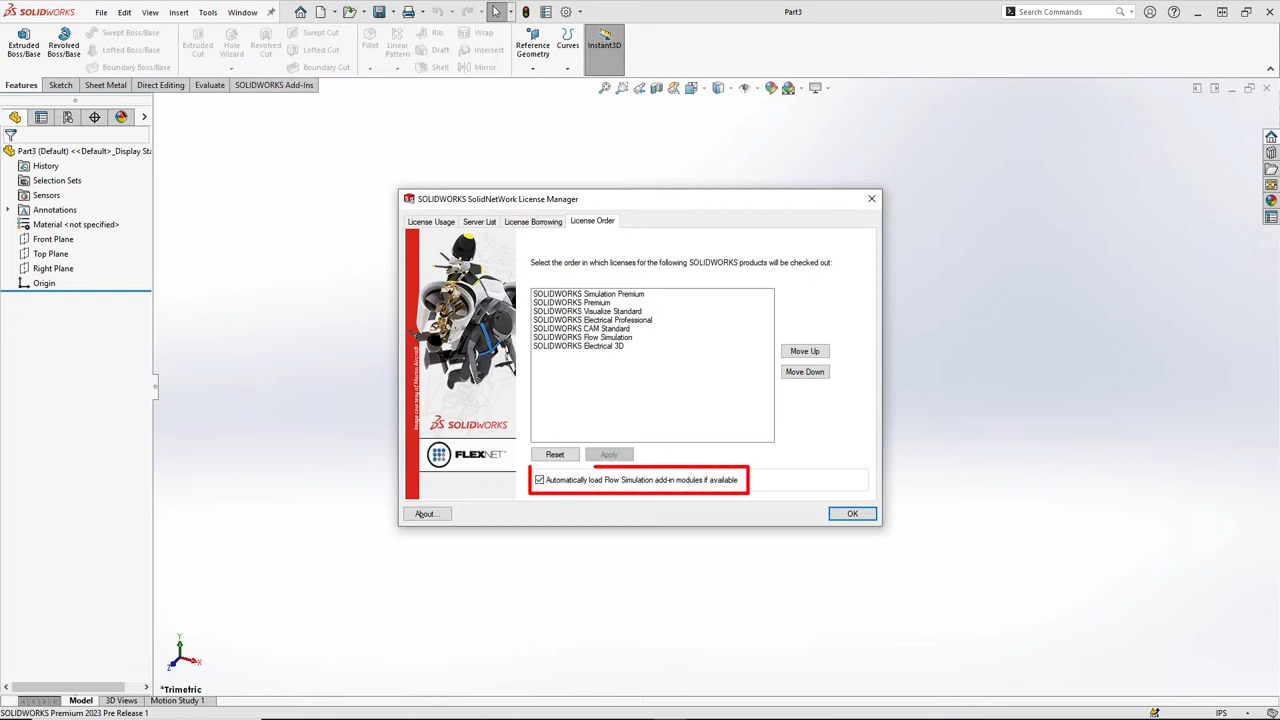 SOLIDWORKS File Edit View Insert Tools Window Part3 Search Commands
Extruded Boss/Base
Revolved Boss/Base
Swept Boss/Base
Lofted Boss/Base
Boundary Boss/Base
Extruded Cut
Hole Wizard
Revolved Cut
Swept Cut
Lofted Cut
Boundary Cut
Fillet
Linear Pattern
Rib
Draft
Shell
Wrap
Intersect
Mirror
Reference Geometry
Curves
Instant3D
Features Sketch Sheet Metal Direct Editing Evaluate SOLIDWORKS Add-Ins
Part3 (Default) <<Default>_Display Sta
History
Selection Sets
Sensors
Annotations
Material <not specified>
Front Plane
Top Plane
Right Plane
Origin
SOLIDWORKS SolidNetWork License Manager
License Usage Server List License Borrowing License Order
Select the order in which licenses for the following SOLIDWORKS products will be checked out:
SOLIDWORKS Simulation Premium
SOLIDWORKS Premium
SOLIDWORKS Visualize Standard
SOLIDWORKS Electrical Professional
SOLIDWORKS CAM Standard
SOLIDWORKS Flow Simulation
SOLIDWORKS Electrical 3D
Move Up
Move Down
Image courtesy of Martin Aircraft
SOLIDWORKS
FLEXNET
Reset Apply
Automatically load Flow Simulation add-in modules if available
About... OK
Y
X
Z
*Trimetric
Model 3D Views Motion Study 1
SOLIDWORKS Premium 2023 Pre Release 1 IPS